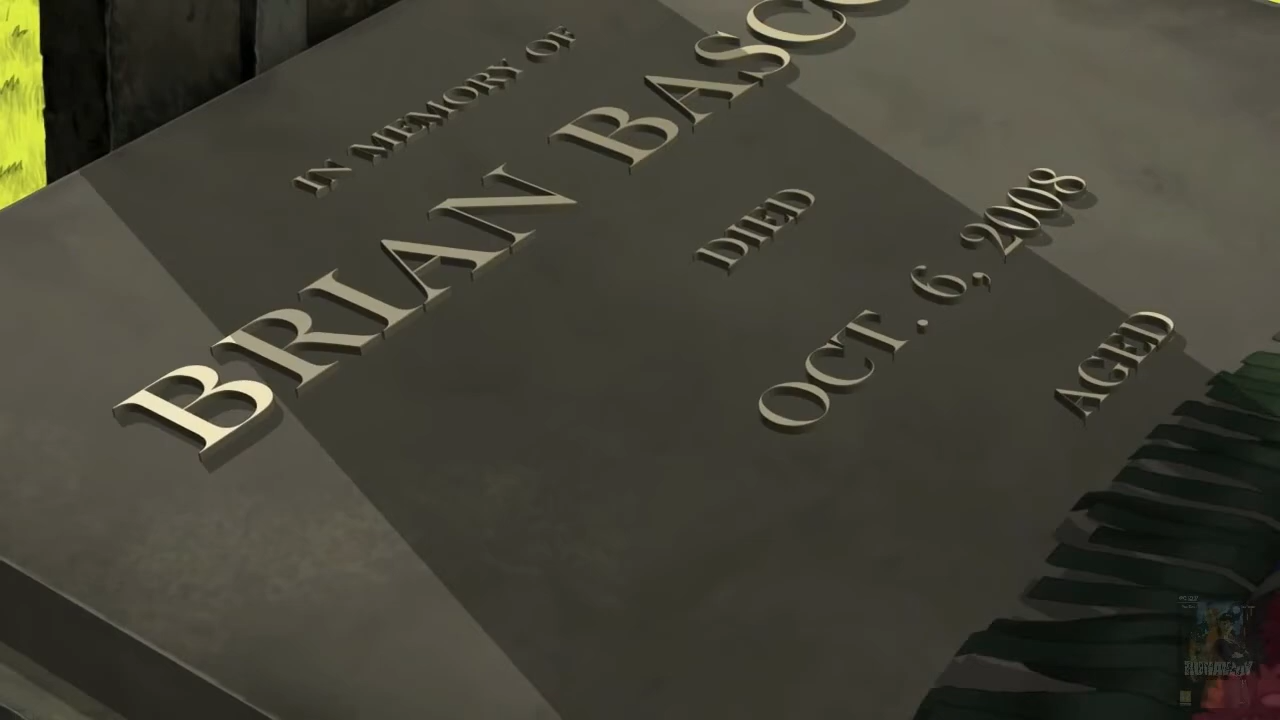 IN MEMORY OF
BRIAN BASC
DIED
OCT. 6, 2008
AGED